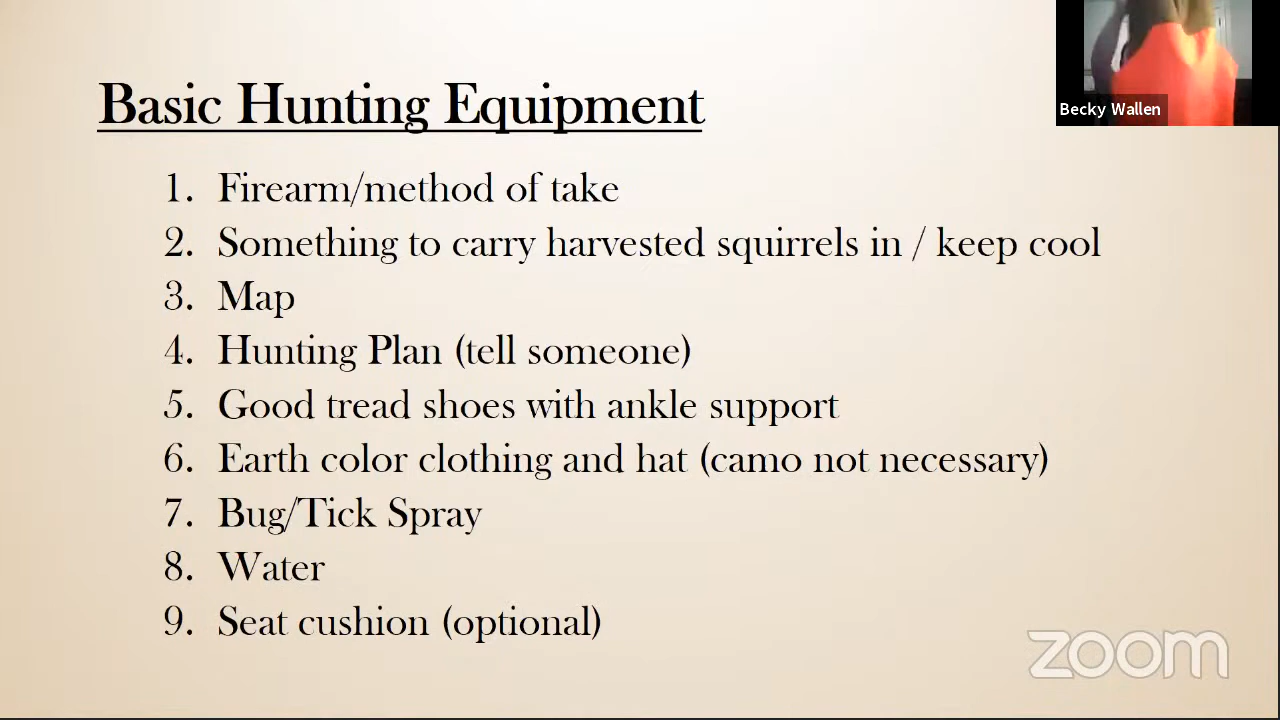 Basic Hunting Equipment
Becky Wallen
1. Firearm/method of take
2. Something to carry harvested squirrels in / keep cool
3. Map
4. Hunting Plan (tell someone)
5. Good tread shoes with ankle support
6. Earth color clothing and hat (camo not necessary)
7. Bug/Tick Spray
8. Water
9. Seat cushion (optional)
zoom